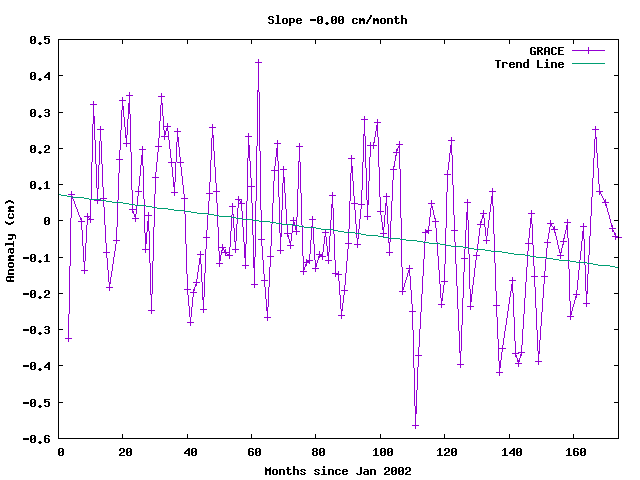 Slope -0.00 cm/month
GRACE
Trend Line
0.5
0.4
0.3
0.2
0.1
0
-0.1
-0.2
-0.3
-0.4
-0.5
-0.6
Anomaly (cm)
0 20 40 60 80 100 120 140 160
Months since Jan 2002